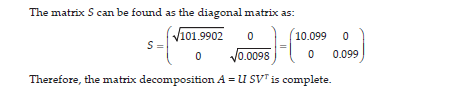 The matrix S can be found as the diagonal matrix as:
S = ( √101.9902 0 0 √0.0098 ) = ( 10.099 0 0 0.099 )
Therefore, the matrix decomposition A = U SVᵀ is complete.